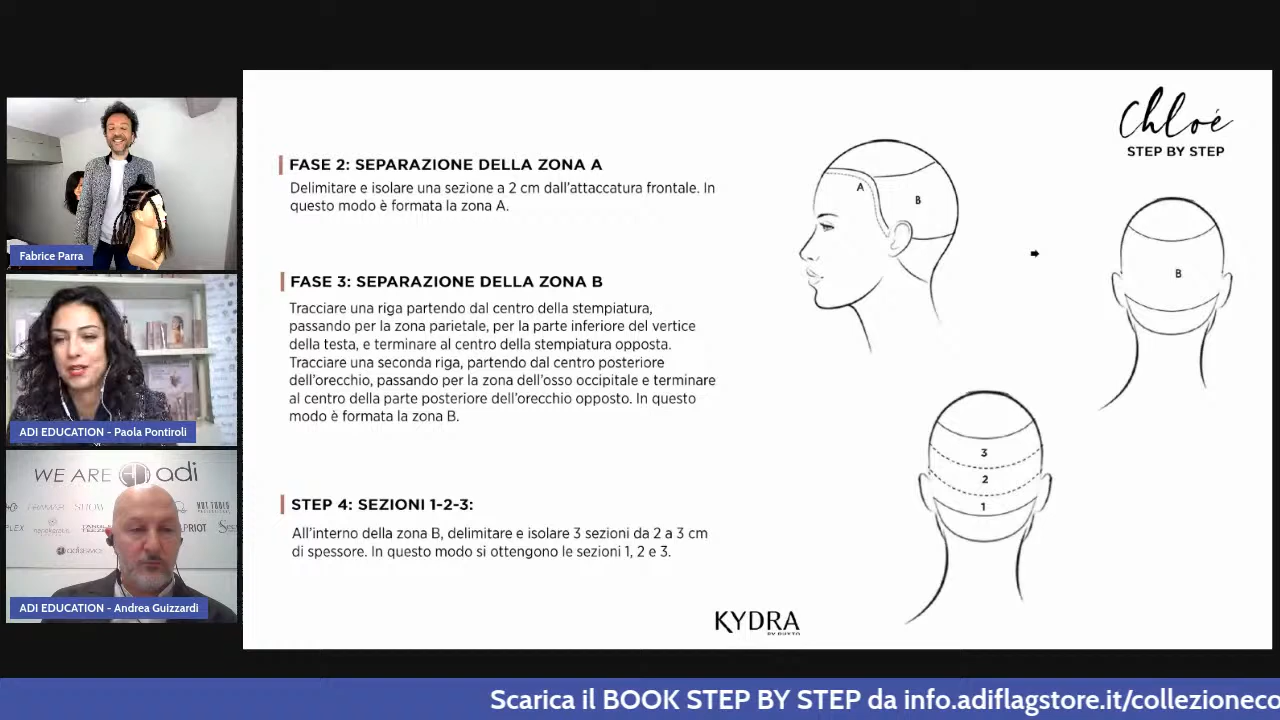 Fabrice Parra
ADI EDUCATION - Paola Pontiroli
WE ARE adi
FRAMAR
HOT TOOLS
ADI EDUCATION - Andrea Guizzardi
Chloé
STEP BY STEP
FASE 2: SEPARAZIONE DELLA ZONA A
Delimitare e isolare una sezione a 2 cm dall'attaccatura frontale. In
questo modo è formata la zona A.
FASE 3: SEPARAZIONE DELLA ZONA B
Tracciare una riga partendo dal centro della stempiatura,
passando per la zona parietale, per la parte inferiore del vertice
della testa, e terminare al centro della stempiatura opposta.
Tracciare una seconda riga, partendo dal centro posteriore
dell'orecchio, passando per la zona dell'osso occipitale e terminare
al centro della parte posteriore dell'orecchio opposto. In questo
modo è formata la zona B.
STEP 4: SEZIONI 1-2-3:
All'interno della zona B, delimitare e isolare 3 sezioni da 2 a 3 cm
di spessore. In questo modo si ottengono le sezioni 1, 2 e 3.
A
B
B
3
2
1
KYDRA
BY PHYTO
Scarica il BOOK STEP BY STEP da info.adiflagstore.it/collezioneco